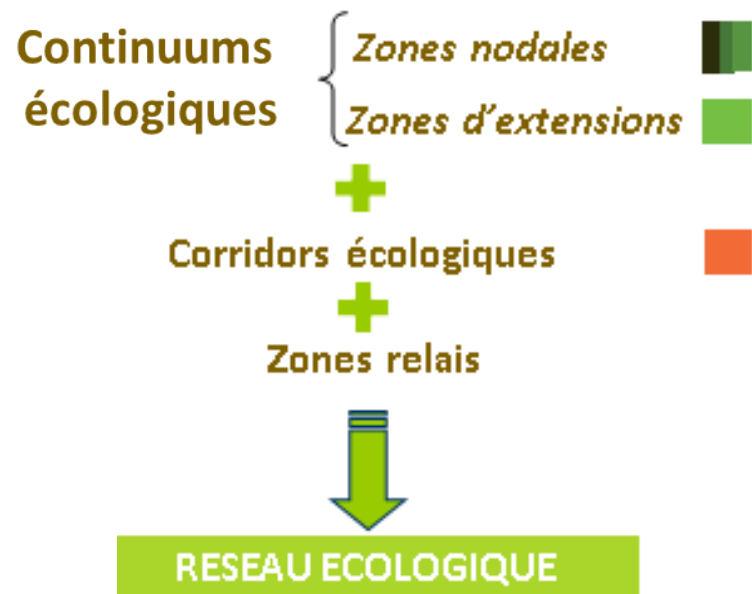 Continuums
écologiques
Zones nodales
Zones d'extensions
Corridors écologiques
Zones relais
RESEAU ECOLOGIQUE